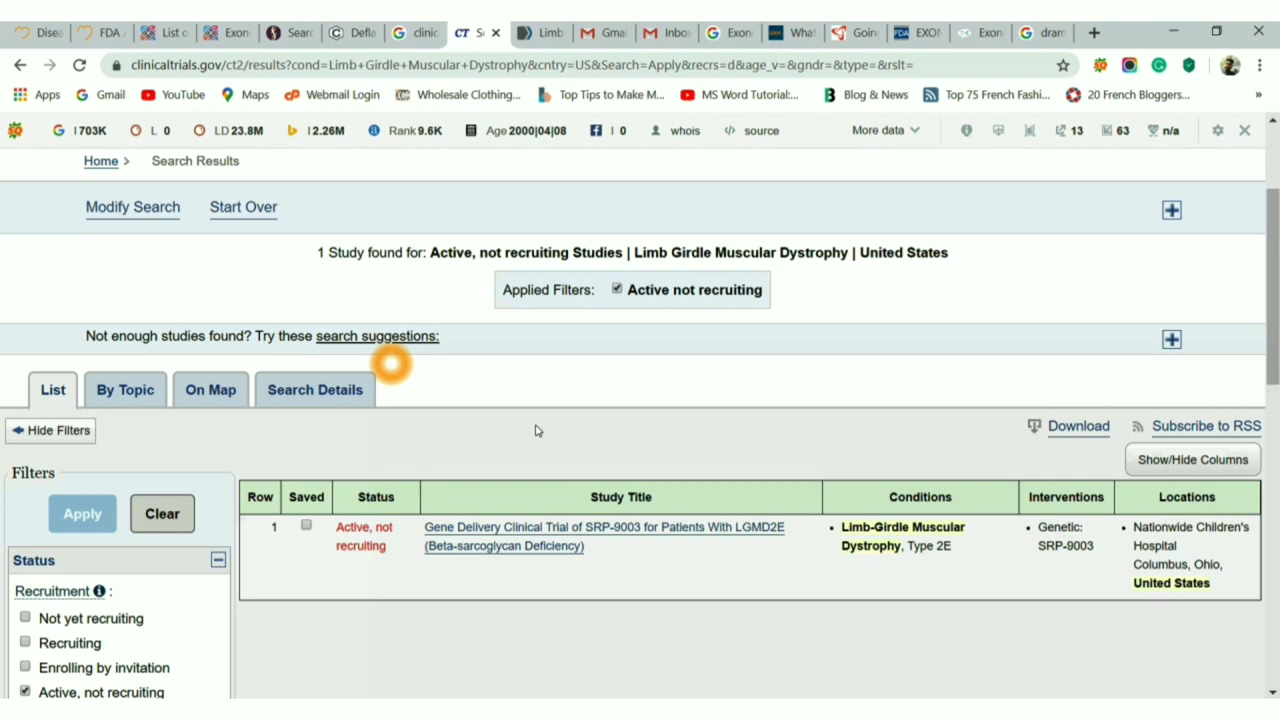 Disea FDA List o Exon Searc Defla clinic CT Se Limb Gmai Inbo Exon What Goin FDA EXON Exon dram
clinicaltrials.gov/ct2/results?cond=Limb+Girdle+Muscular+Dystrophy&cntry=US&Search=Apply&recrs=d&age_v=&gndr=&type=&rslt=
Apps Gmail YouTube Maps Webmail Login Wholesale Clothing... Top Tips to Make M... MS Word Tutorial:... Blog & News Top 75 French Fashi... 20 French Bloggers... »
I 703K L 0 LD 23.8M I 2.26M Rank 9.6K Age 2000|04|08 I 0 whois source More data 13 63 n/a
Home > Search Results
Modify Search Start Over
1 Study found for: Active, not recruiting Studies | Limb Girdle Muscular Dystrophy | United States
Applied Filters: Active not recruiting
Not enough studies found? Try these search suggestions:
List By Topic On Map Search Details
Hide Filters Download Subscribe to RSS
Show/Hide Columns
Filters
Apply Clear
Row Saved Status Study Title Conditions Interventions Locations
1 Active, not Gene Delivery Clinical Trial of SRP-9003 for Patients With LGMD2E • Limb-Girdle Muscular • Genetic: • Nationwide Children's
recruiting (Beta-sarcoglycan Deficiency) Dystrophy, Type 2E SRP-9003 Hospital
Columbus, Ohio,
United States
Status
Recruitment :
Not yet recruiting
Recruiting
Enrolling by invitation
Active, not recruiting